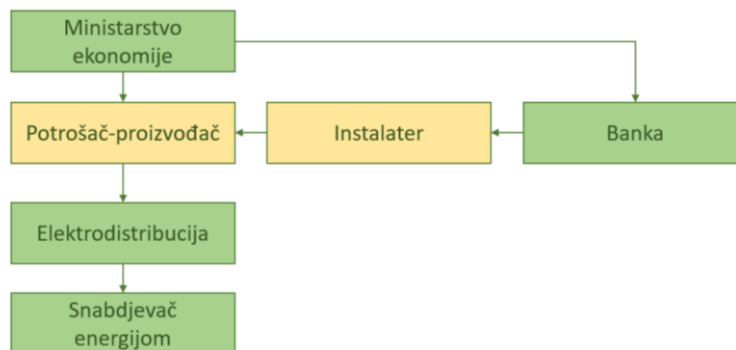 Ministarstvo
ekonomije
Potrošač-proizvođač
Instalater
Banka
Elektrodistribucija
Snabdjevač
energijom